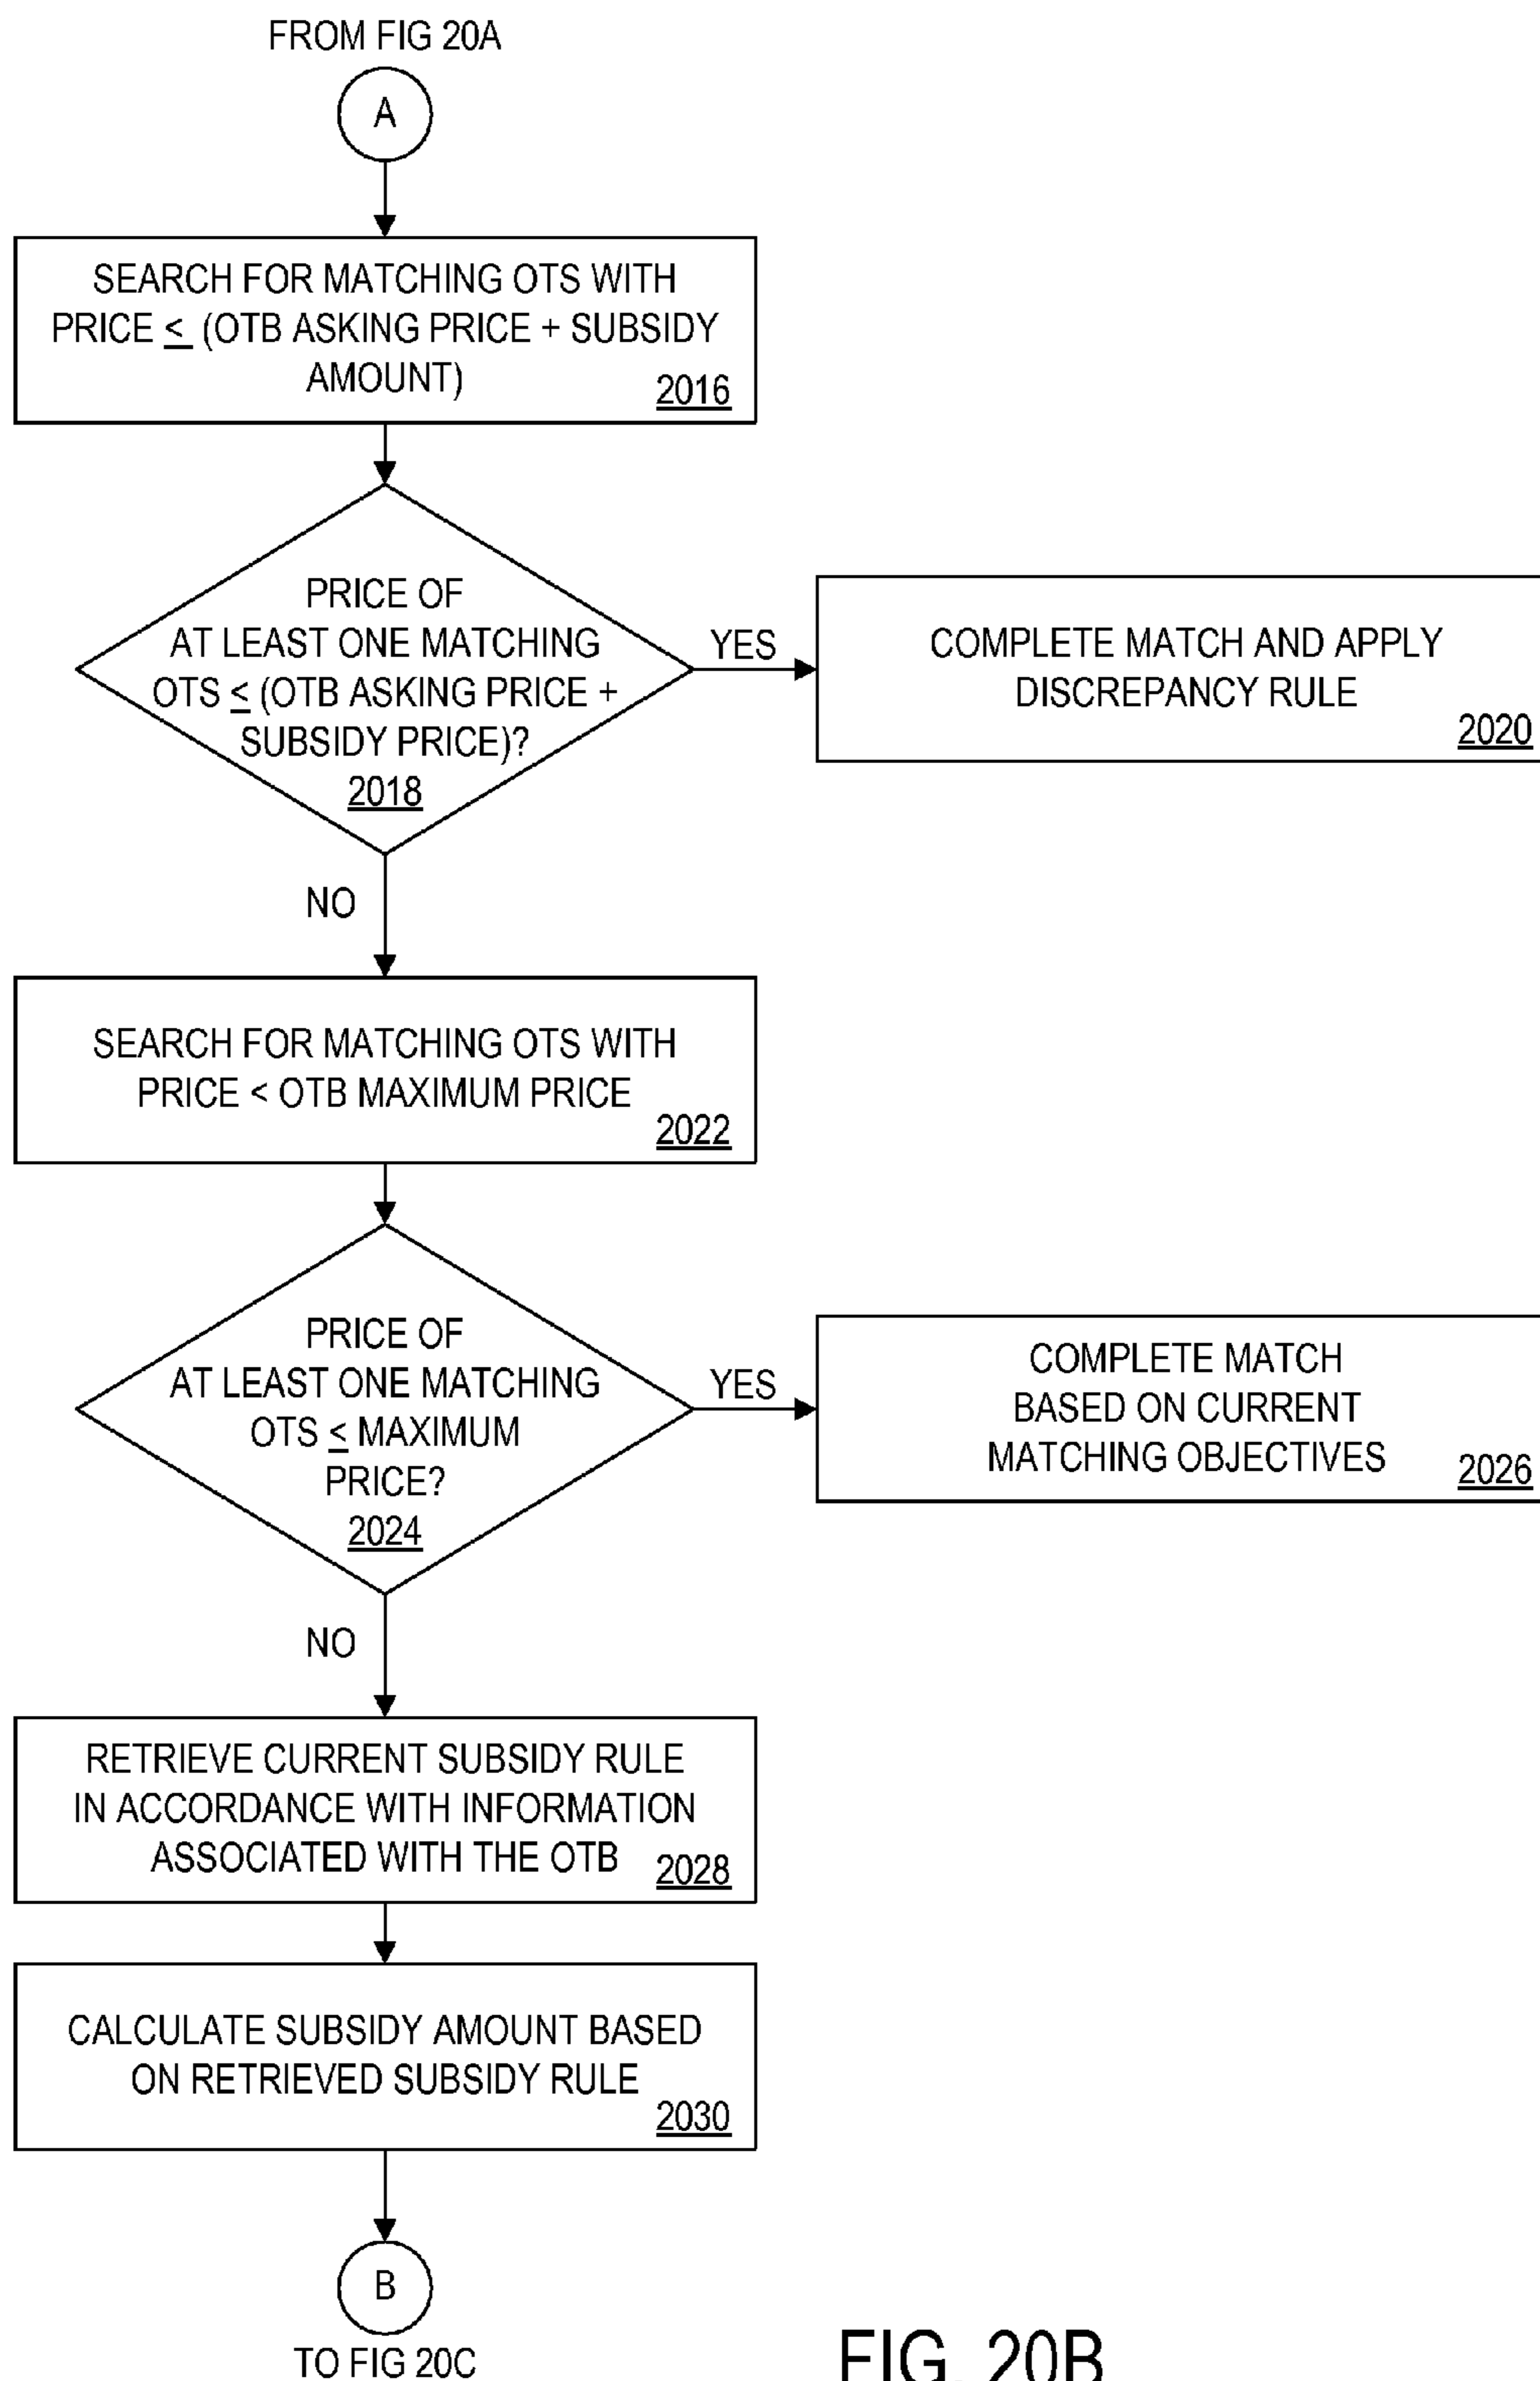 FROM FIG 20A
A
SEARCH FOR MATCHING OTS WITH
PRICE ≤ (OTB ASKING PRICE + SUBSIDY
AMOUNT)
2016
PRICE OF
AT LEAST ONE MATCHING
OTS ≤ (OTB ASKING PRICE +
SUBSIDY PRICE)?
2018
YES
COMPLETE MATCH AND APPLY
DISCREPANCY RULE
2020
NO
SEARCH FOR MATCHING OTS WITH
PRICE < OTB MAXIMUM PRICE
2022
PRICE OF
AT LEAST ONE MATCHING
OTS ≤ MAXIMUM
PRICE?
2024
YES
COMPLETE MATCH
BASED ON CURRENT
MATCHING OBJECTIVES
2026
NO
RETRIEVE CURRENT SUBSIDY RULE
IN ACCORDANCE WITH INFORMATION
ASSOCIATED WITH THE OTB
2028
CALCULATE SUBSIDY AMOUNT BASED
ON RETRIEVED SUBSIDY RULE
2030
B
TO FIG 20C
FIG. 20B